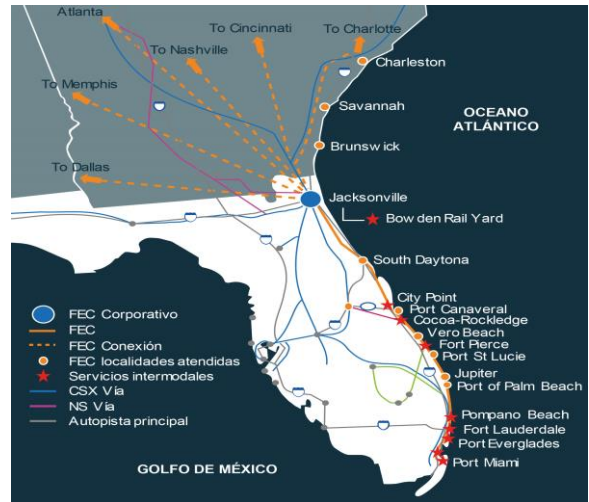 Atlanta
To Cincinnati
To Charlotte
To Nashville
Charleston
To Memphis
Savannah
OCEANO
ATLÁNTICO
Brunswick
To Dallas
Jacksonville
Bowden Rail Yard
South Daytona
City Point
Port Canaveral
Cocoa-Rockledge
Vero Beach
Fort Pierce
Port St Lucie
Jupiter
Port of Palm Beach
Pompano Beach
Fort Lauderdale
Port Everglades
Port Miami
FEC Corporativo
FEC
FEC Conexión
FEC localidades atendidas
Servicios intermodales
CSX Vía
NS Vía
Autopista principal
GOLFO DE MÉXICO